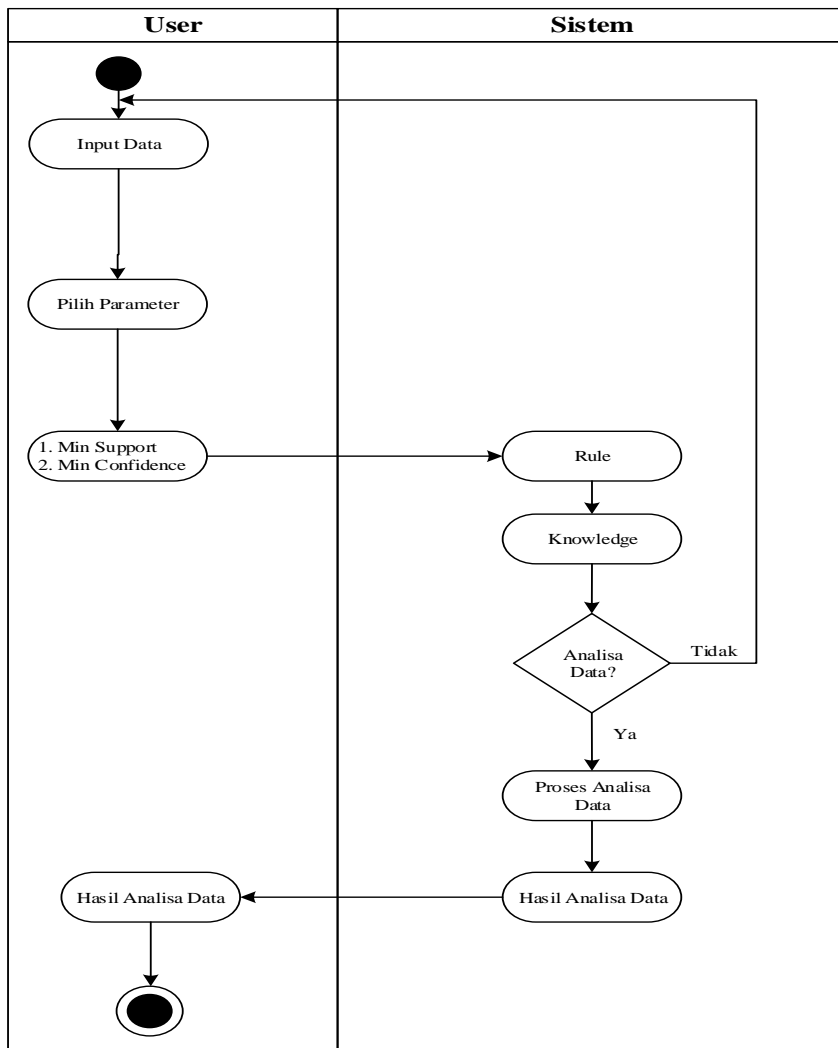 User
Sistem
Input Data
Pilih Parameter
1. Min Support
2. Min Confidence
Rule
Knowledge
Analisa
Data?
Tidak
Ya
Proses Analisa
Data
Hasil Analisa Data
Hasil Analisa Data